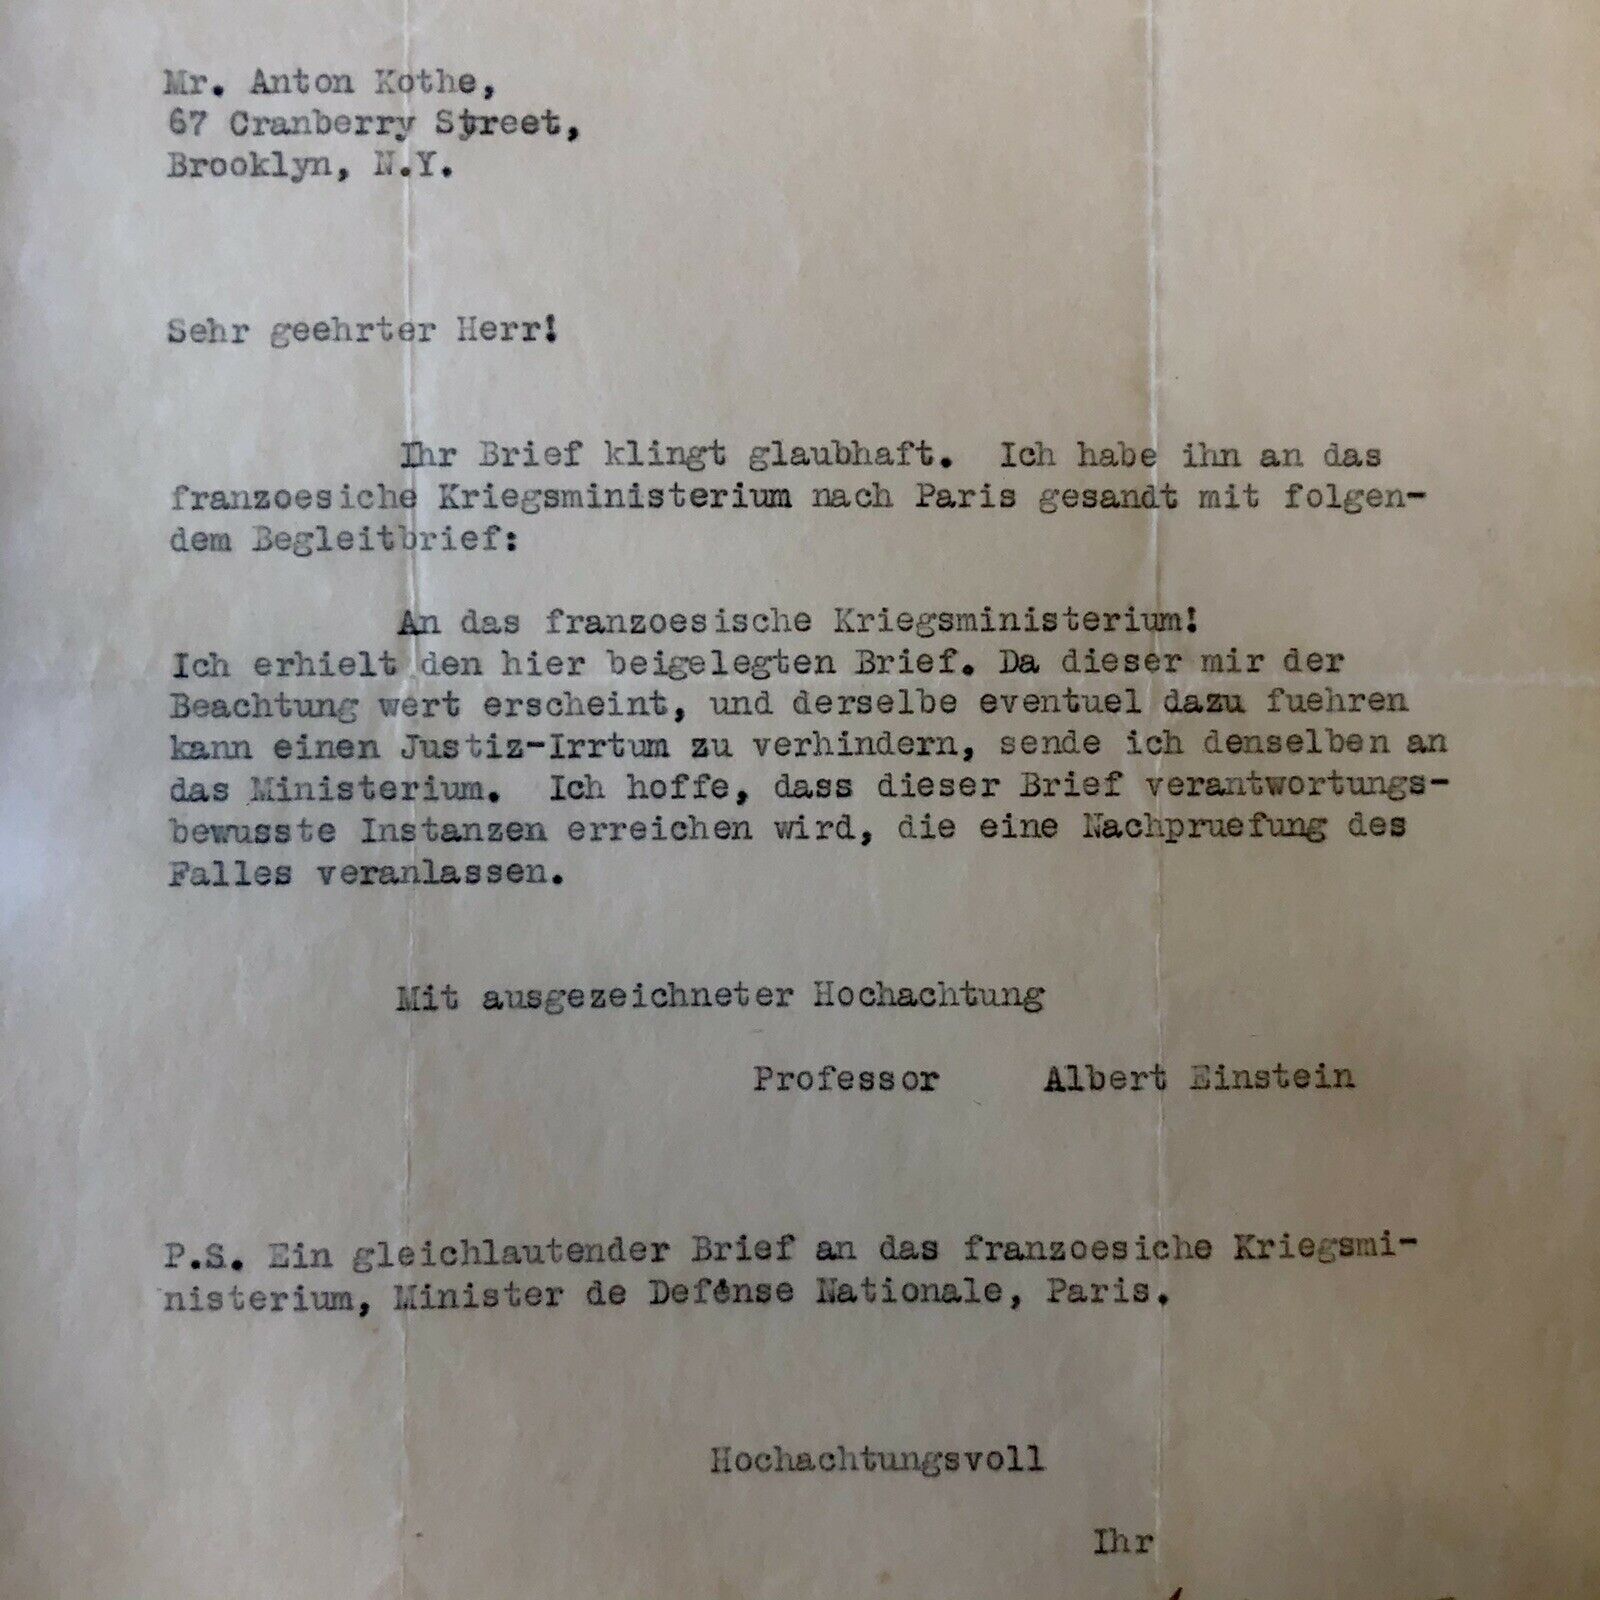 Mr. Anton Kothe,
67 Cranberry Street,
Brooklyn, N.Y.
Sehr geehrter Herr!
Ihr Brief klingt glaubhaft. Ich habe ihn an das
franzoesiche Kriegsministerium nach Paris gesandt mit folgen-
dem Begleitbrief:
An das franzoesische Kriegsministerium!
Ich erhielt den hier beigelegten Brief. Da dieser mir der
Beachtung wert erscheint, und derselbe eventuel dazu fuehren
kann einen Justiz-Irrtum zu verhindern, sende ich denselben an
das Ministerium. Ich hoffe, dass dieser Brief verantwortungs-
bewusste Instanzen erreichen wird, die eine Nachpruefung des
Falles veranlassen.
Mit ausgezeichneter Hochachtung
Professor Albert Einstein
P.S. Ein gleichlautender Brief an das franzoesiche Kriegsmi-
nisterium, Minister de Defénse Nationale, Paris.
Hochachtungsvoll
Ihr